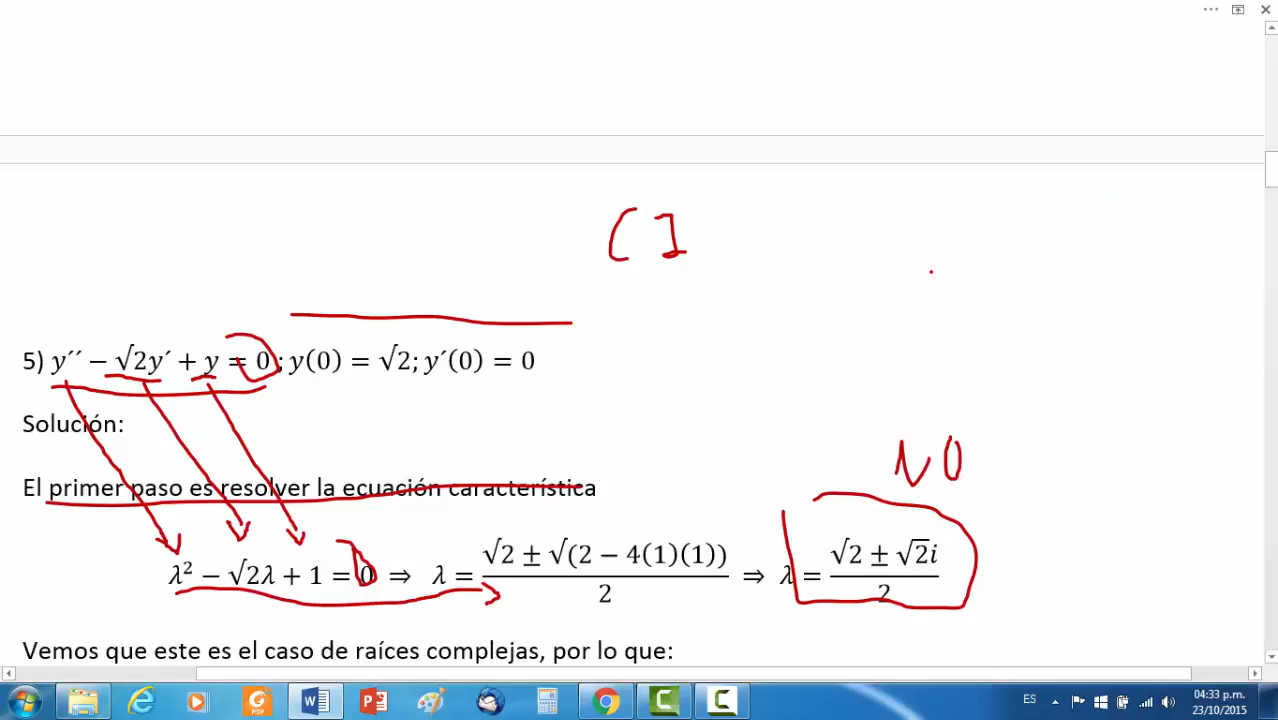 CI
5) y´´ − √2y´ + y = 0 ; y(0) = √2; y´(0) = 0
Solución:
NO
El primer paso es resolver la ecuación característica
λ² − √2λ + 1 = 0 ⇒ λ = (√2 ± √(2 − 4(1)(1)))/2 ⇒ λ = (√2 ± √2i)/2
Vemos que este es el caso de raíces complejas, por lo que:
ES
04:33 p.m.
23/10/2015